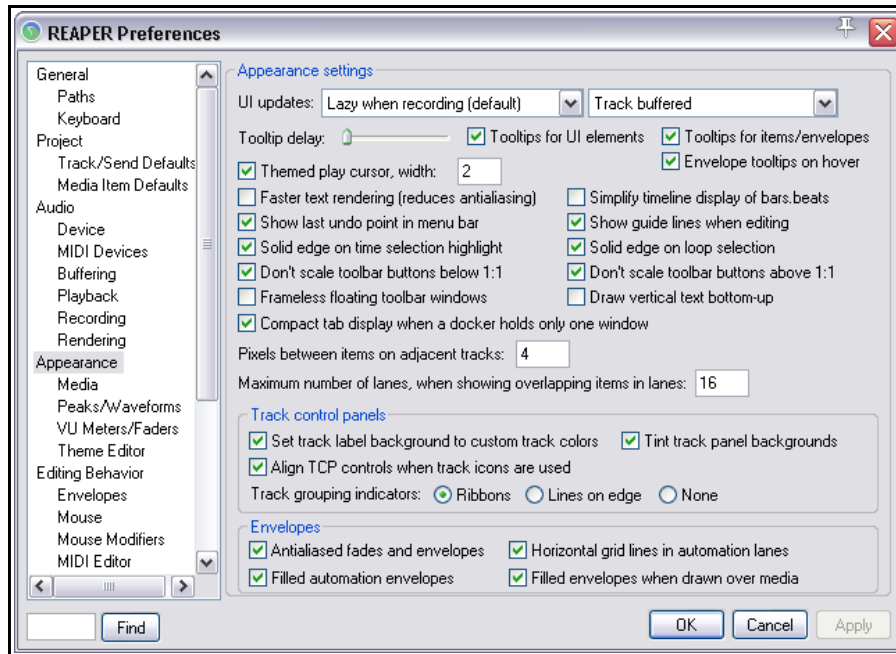 REAPER Preferences
General
Paths
Keyboard
Project
Track/Send Defaults
Media Item Defaults
Audio
Device
MIDI Devices
Buffering
Playback
Recording
Rendering
Appearance
Media
Peaks/Waveforms
VU Meters/Faders
Theme Editor
Editing Behavior
Envelopes
Mouse
Mouse Modifiers
MIDI Editor
Find
Appearance settings
UI updates: Lazy when recording (default) Track buffered
Tooltip delay: Tooltips for UI elements Tooltips for items/envelopes
Envelope tooltips on hover
Themed play cursor, width: 2
Faster text rendering (reduces antialiasing) Simplify timeline display of bars.beats
Show last undo point in menu bar Show guide lines when editing
Solid edge on time selection highlight Solid edge on loop selection
Don't scale toolbar buttons below 1:1 Don't scale toolbar buttons above 1:1
Frameless floating toolbar windows Draw vertical text bottom-up
Compact tab display when a docker holds only one window
Pixels between items on adjacent tracks: 4
Maximum number of lanes, when showing overlapping items in lanes: 16
Track control panels
Set track label background to custom track colors Tint track panel backgrounds
Align TCP controls when track icons are used
Track grouping indicators: Ribbons Lines on edge None
Envelopes
Antialiased fades and envelopes Horizontal grid lines in automation lanes
Filled automation envelopes Filled envelopes when drawn over media
OK Cancel Apply